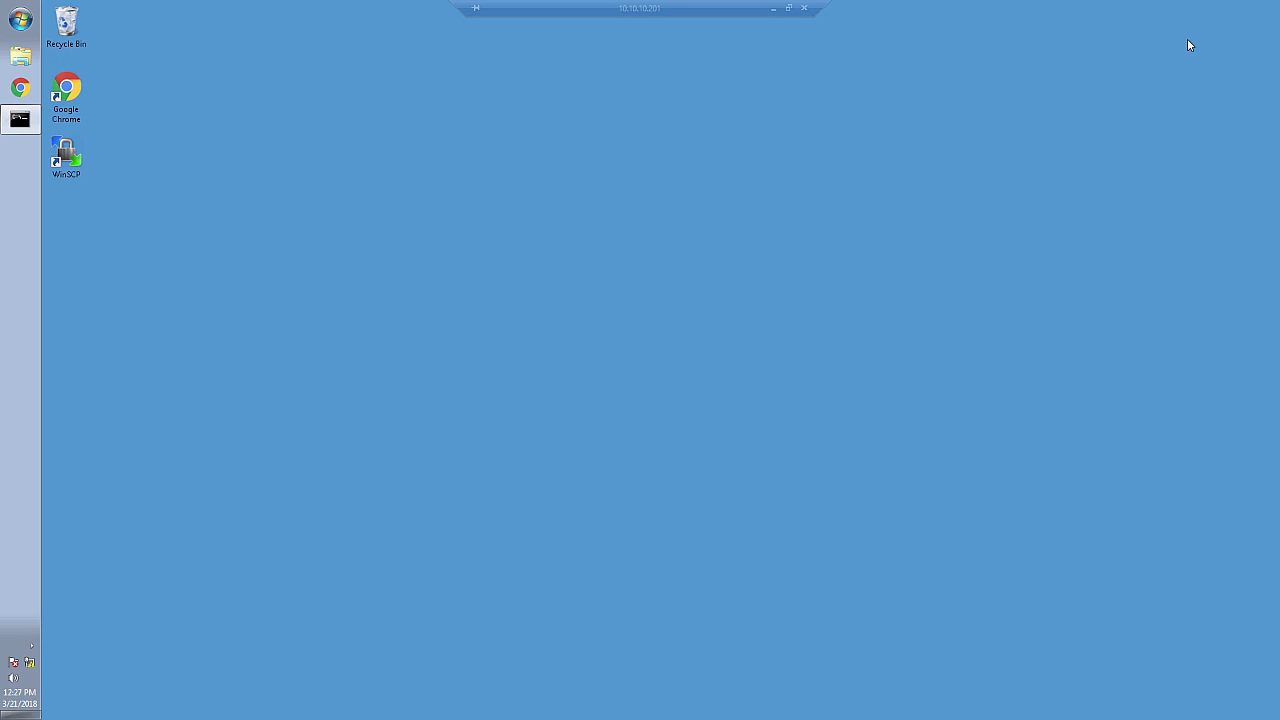 10.10.10.201
Recycle Bin
Google
Chrome
WinSCP
12:27 PM
3/21/2018